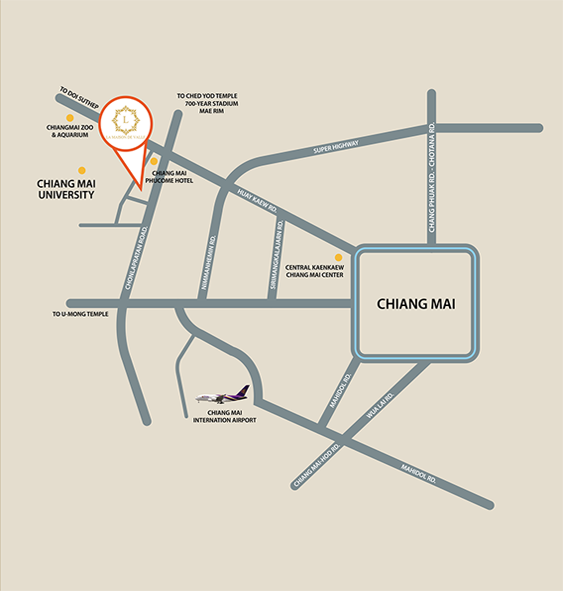 TO DOI SUTHEP
L
CHIANGMAI ZOO
& AQUARIUM
TO CHED YOD TEMPLE
700-YEAR STADIUM
MAE RIM
CHIANG MAI
UNIVERSITY
CHIANG MAI
PHUCOME HOTEL
SUPER HIGHWAY
CHANG PHUAK RD. - CHOTANA RD.
HUAY KAEW RD.
CHONLAPRATAN ROAD.
NIMMANHEMIN RD.
SIRIMANGKALAJARN RD.
CENTRAL KAENKAEW
CHIANG MAI CENTER
CHIANG MAI
TO U-MONG TEMPLE
CHIANG MAI
INTERNATION AIRPORT
MAHIDOL RD.
WUA LAI RD.
CHIANG MAI-HOD RD.
MAHIDOL RD.